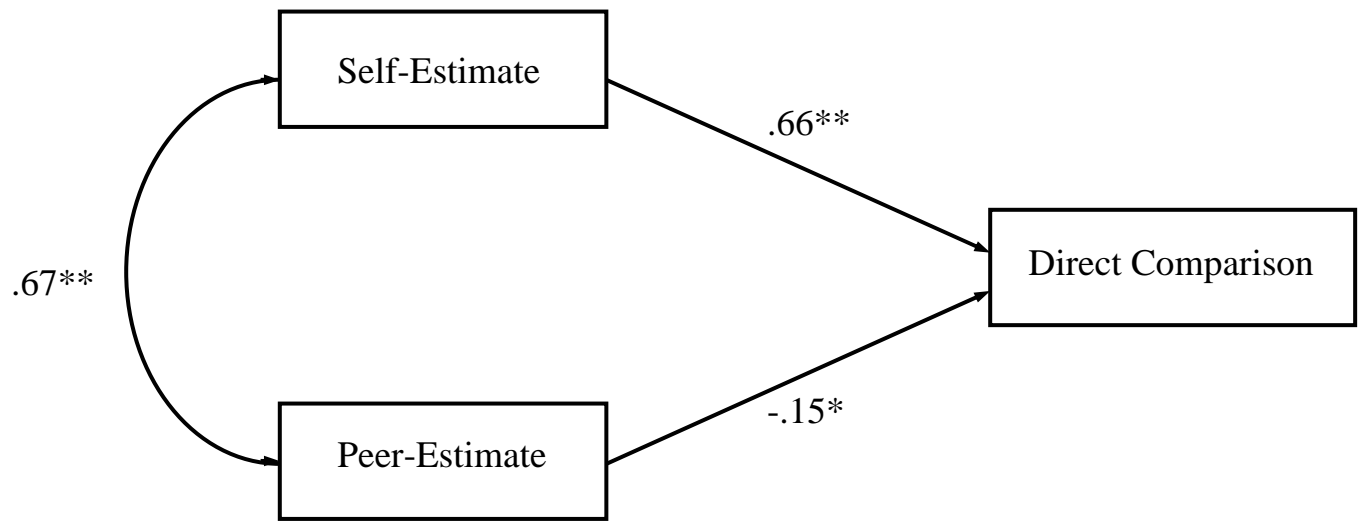 Self-Estimate
.66**
Direct Comparison
.67**
-.15*
Peer-Estimate